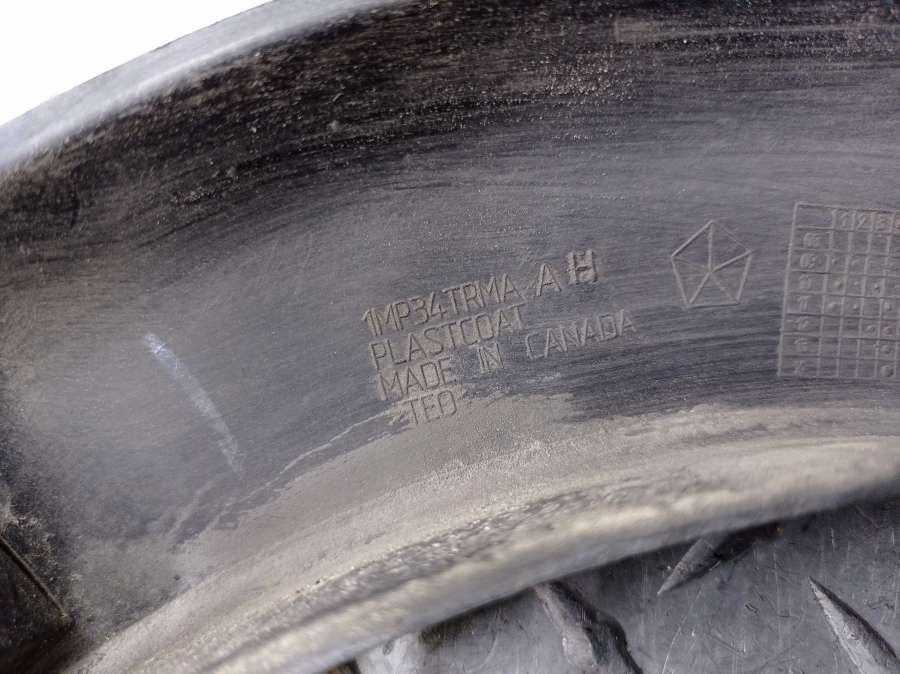 1MP34TRMA AH
PLASTCOAT
MADE IN CANADA
TEO